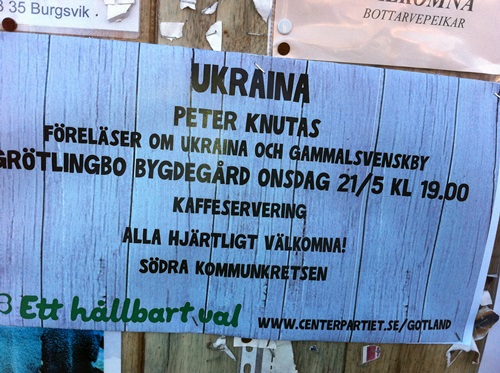 3 35 Burgsvik
BOTTARVEPEIKAR
UKRAINA
PETER KNUTAS
FÖRELÄSER OM UKRAINA OCH GAMMALSVENSKBY
GRÖTLINGBO BYGDEGÅRD ONSDAG 21/5 KL 19.00
KAFFESERVERING
ALLA HJÄRTLIGT VÄLKOMNA!
SÖDRA KOMMUNKRETSEN
Ett hållbart val
WWW.CENTERPARTIET.SE/GOTLAND